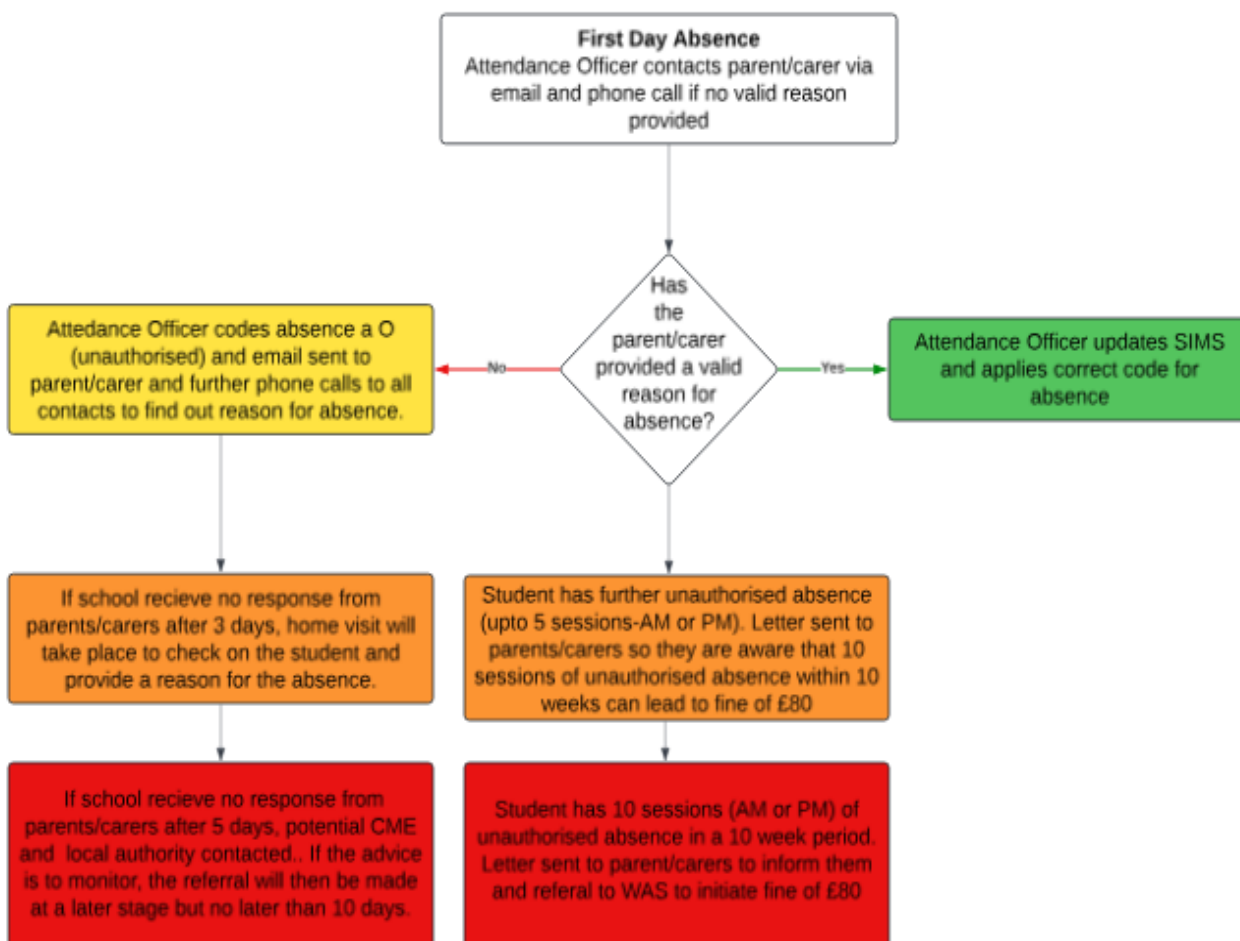 First Day Absence
Attendance Officer contacts parent/carer via
email and phone call if no valid reason
provided
Has
the
parent/carer
provided a valid
reason for
absence?
No
Yes
Attedance Officer codes absence a O
(unauthorised) and email sent to
parent/carer and further phone calls to all
contacts to find out reason for absence.
Attendance Officer updates SIMS
and applies correct code for
absence
If school recieve no response from
parents/carers after 3 days, home visit will
take place to check on the student and
provide a reason for the absence.
Student has further unauthorised absence
(upto 5 sessions-AM or PM). Letter sent to
parents/carers so they are aware that 10
sessions of unauthorised absence within 10
weeks can lead to fine of £80
If school recieve no response from
parents/carers after 5 days, potential CME
and local authority contacted.. If the advice
is to monitor, the referral will then be made
at a later stage but no later than 10 days.
Student has 10 sessions (AM or PM) of
unauthorised absence in a 10 week period.
Letter sent to parent/carers to inform them
and referal to WAS to initiate fine of £80